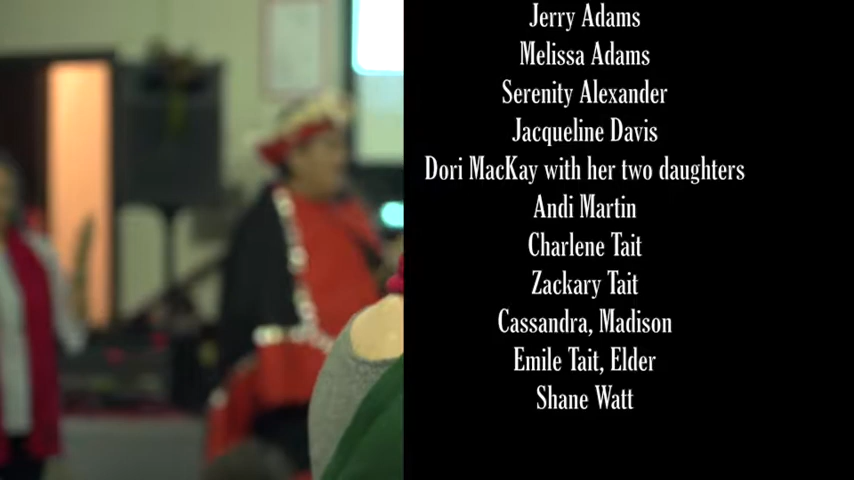 Jerry Adams
Melissa Adams
Serenity Alexander
Jacqueline Davis
Dori MacKay with her two daughters
Andi Martin
Charlene Tait
Zackary Tait
Cassandra, Madison
Emile Tait, Elder
Shane Watt